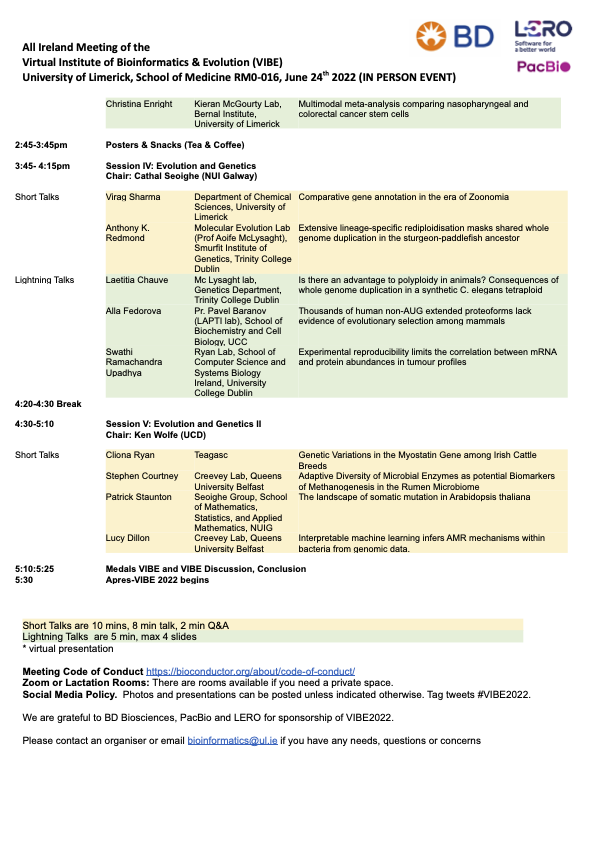 BD
LERO
Software for
a better world
PacBio
All Ireland Meeting of the
Virtual Institute of Bioinformatics & Evolution (VIBE)
University of Limerick, School of Medicine RM0-016, June 24th 2022 (IN PERSON EVENT)
Christina Enright Kieran McGourty Lab, Multimodal meta-analysis comparing nasopharyngeal and
Bernal Institute, colorectal cancer stem cells
University of Limerick
2:45-3:45pm Posters & Snacks (Tea & Coffee)
3:45- 4:15pm Session IV: Evolution and Genetics
Chair: Cathal Seoighe (NUI Galway)
Short Talks Virag Sharma Department of Chemical Comparative gene annotation in the era of Zoonomia
Sciences, University of
Limerick
Anthony K. Molecular Evolution Lab Extensive lineage-specific rediploidisation masks shared whole
Redmond (Prof Aoife McLysaght), genome duplication in the sturgeon-paddlefish ancestor
Smurfit Institute of
Genetics, Trinity College
Dublin
Lightning Talks Laetitia Chauve Mc Lysaght lab, Is there an advantage to polyploidy in animals? Consequences of
Genetics Department, whole genome duplication in a synthetic C. elegans tetraploid
Trinity College Dublin
Alla Fedorova Pr. Pavel Baranov Thousands of human non-AUG extended proteoforms lack
(LAPTI lab), School of evidence of evolutionary selection among mammals
Biochemistry and Cell
Biology, UCC
Swathi Ryan Lab, School of Experimental reproducibility limits the correlation between mRNA
Ramachandra Computer Science and and protein abundances in tumour profiles
Upadhya Systems Biology
Ireland, University
College Dublin
4:20-4:30 Break
4:30-5:10 Session V: Evolution and Genetics II
Chair: Ken Wolfe (UCD)
Short Talks Cliona Ryan Teagasc Genetic Variations in the Myostatin Gene among Irish Cattle
Breeds
Stephen Courtney Creevey Lab, Queens Adaptive Diversity of Microbial Enzymes as potential Biomarkers
University Belfast of Methanogenesis in the Rumen Microbiome
Patrick Staunton Seoighe Group, School The landscape of somatic mutation in Arabidopsis thaliana
of Mathematics,
Statistics, and Applied
Mathematics, NUIG
Lucy Dillon Creevey Lab, Queens Interpretable machine learning infers AMR mechanisms within
University Belfast bacteria from genomic data.
5:10:5:25 Medals VIBE and VIBE Discussion, Conclusion
5:30 Apres-VIBE 2022 begins
Short Talks are 10 mins, 8 min talk, 2 min Q&A
Lightning Talks are 5 min, max 4 slides
* virtual presentation
Meeting Code of Conduct https://bioconductor.org/about/code-of-conduct/
Zoom or Lactation Rooms: There are rooms available if you need a private space.
Social Media Policy. Photos and presentations can be posted unless indicated otherwise. Tag tweets #VIBE2022.
We are grateful to BD Biosciences, PacBio and LERO for sponsorship of VIBE2022.
Please contact an organiser or email bioinformatics@ul.ie if you have any needs, questions or concerns